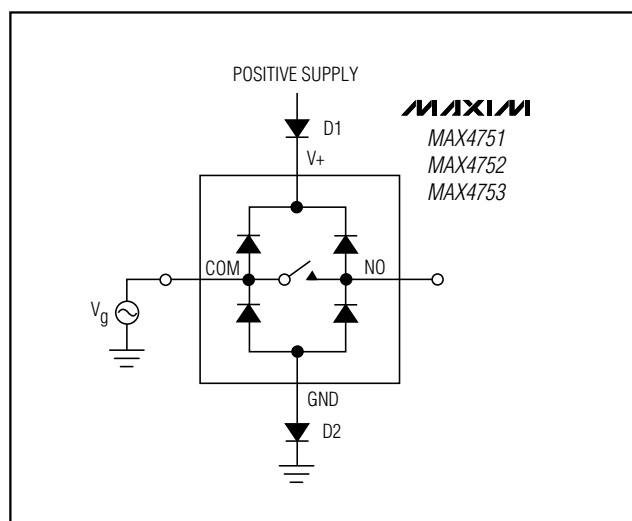 POSITIVE SUPPLY
MAXIM
D1
MAX4751
V+
MAX4752
MAX4753
COM
NO
Vg
GND
D2